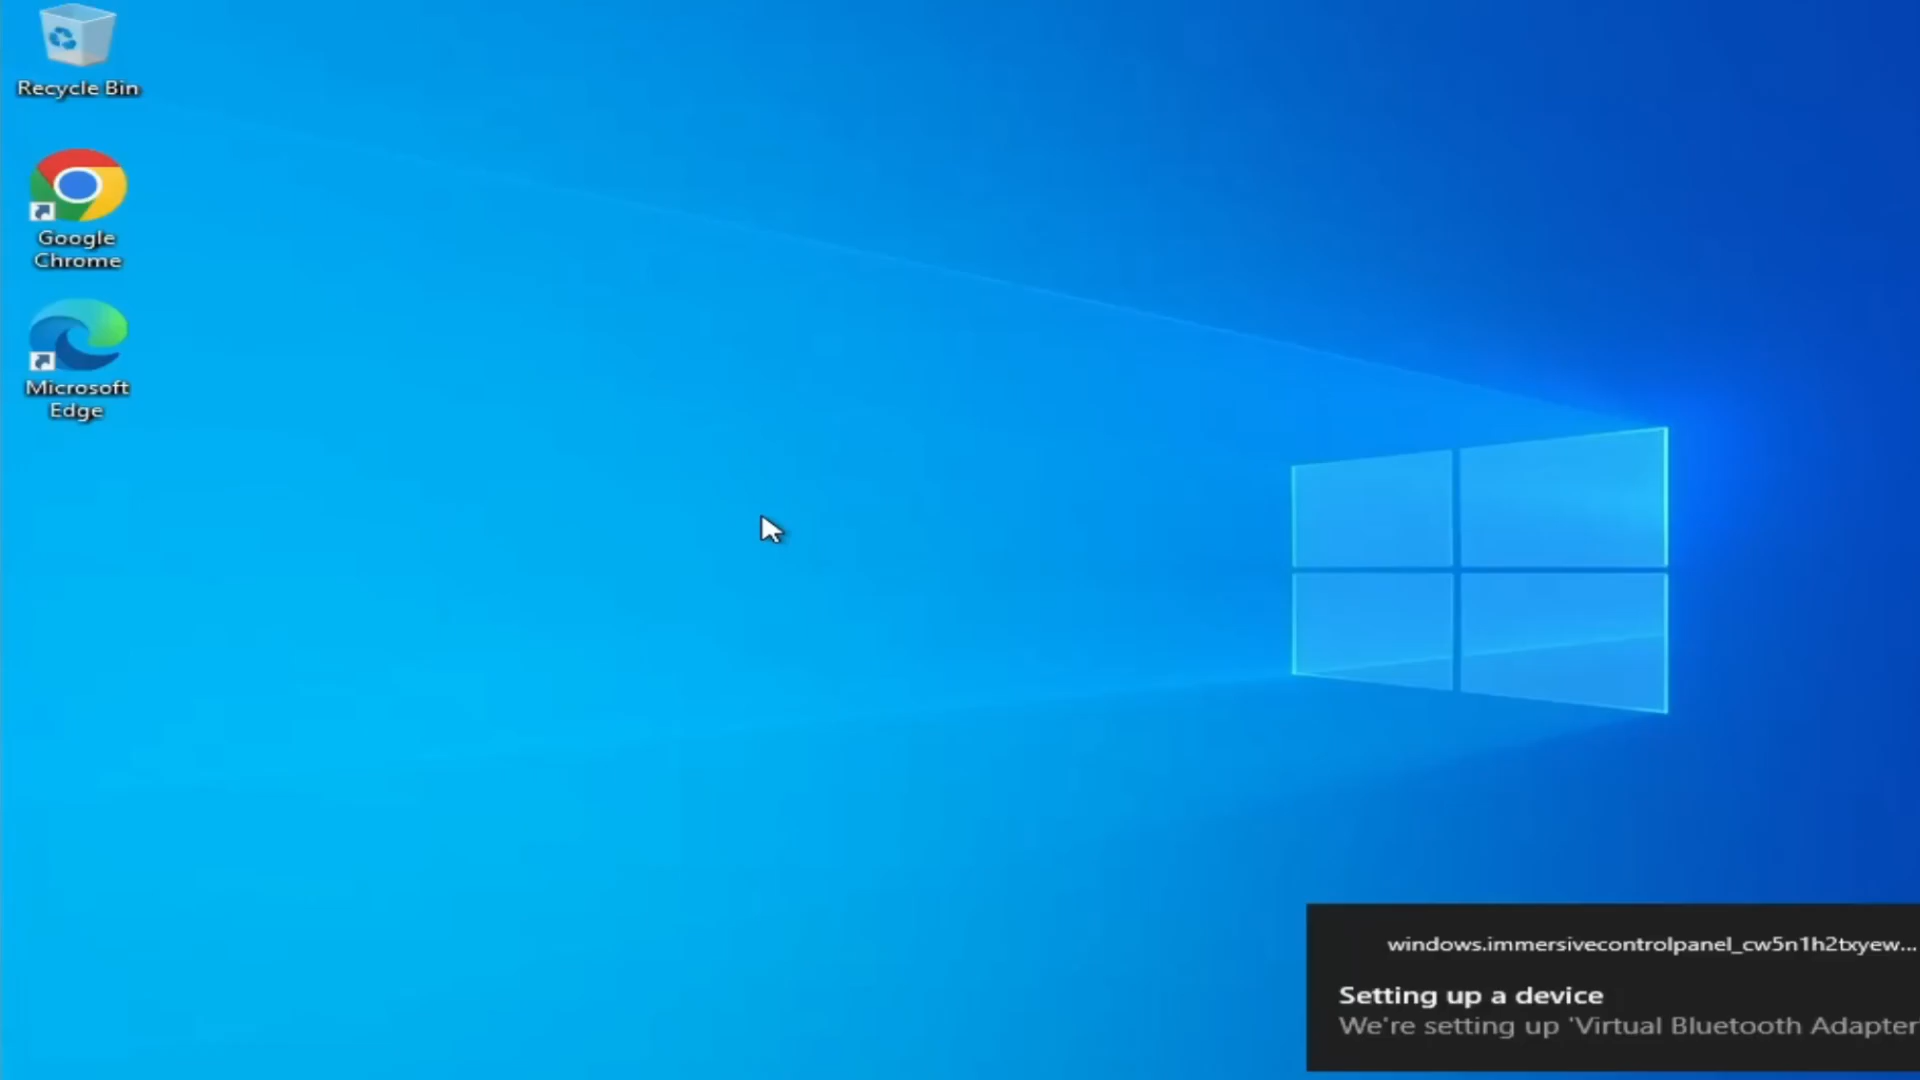 Recycle Bin
Google
Chrome
Microsoft
Edge
windows.immersivecontrolpanel_cw5n1h2txyew...
Setting up a device
We're setting up 'Virtual Bluetooth Adapter